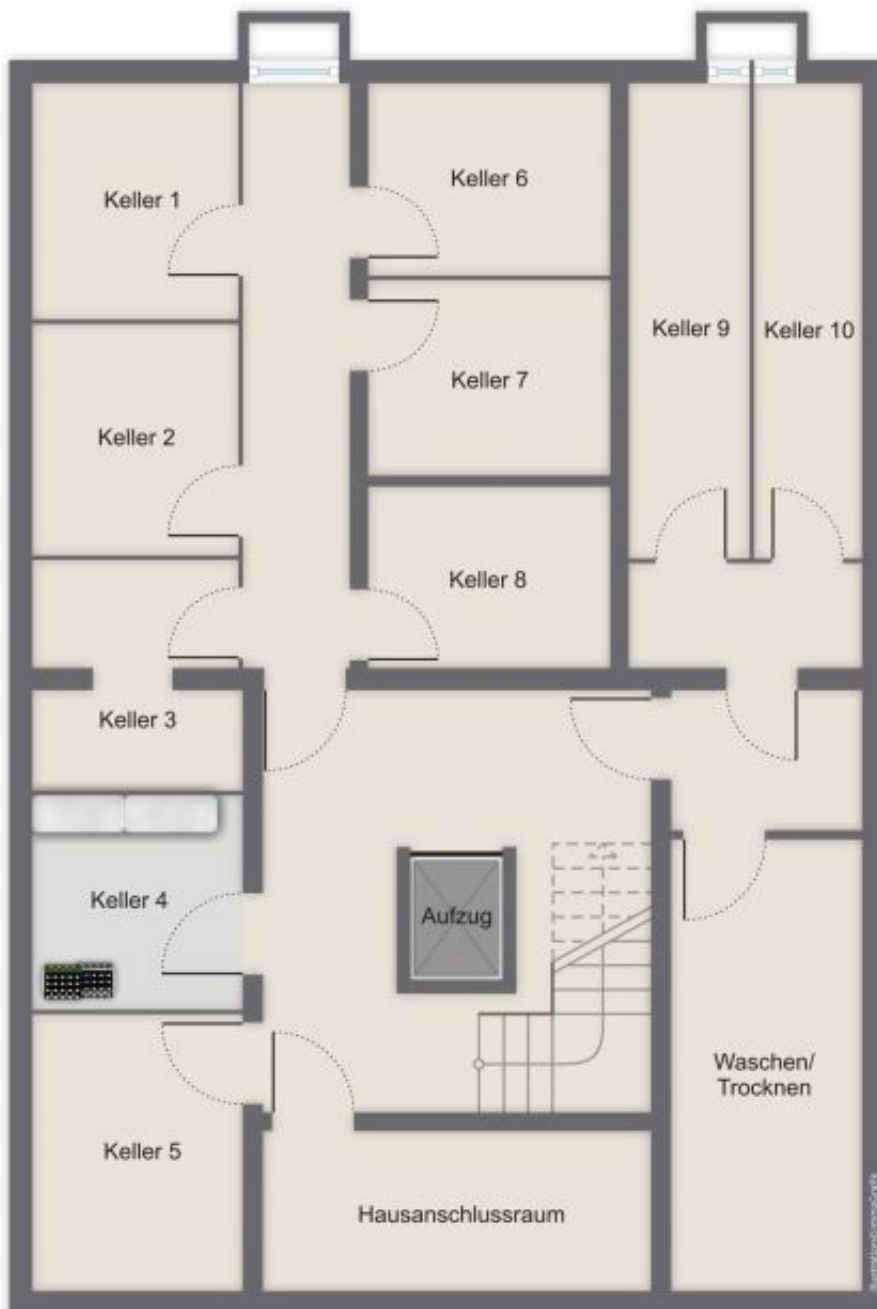 Keller 1
Keller 6
Keller 9
Keller 10
Keller 7
Keller 2
Keller 8
Keller 3
Keller 4
Aufzug
Waschen/
Trocknen
Keller 5
Hausanschlussraum